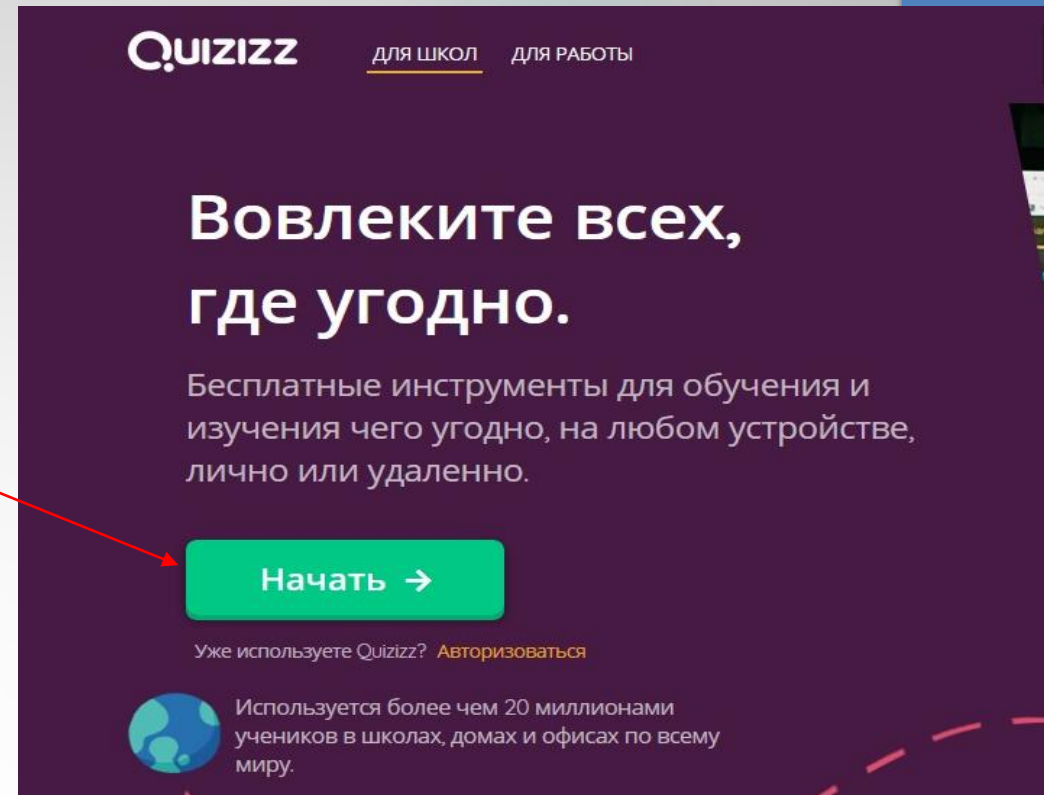 Quizizz
ДЛЯ ШКОЛ ДЛЯ РАБОТЫ
Вовлеките всех,
где угодно.
Бесплатные инструменты для обучения и
изучения чего угодно, на любом устройстве,
лично или удаленно.
Начать →
Уже используете Quizizz? Авторизоваться
Используется более чем 20 миллионами
учеников в школах, домах и офисах по всему
миру.